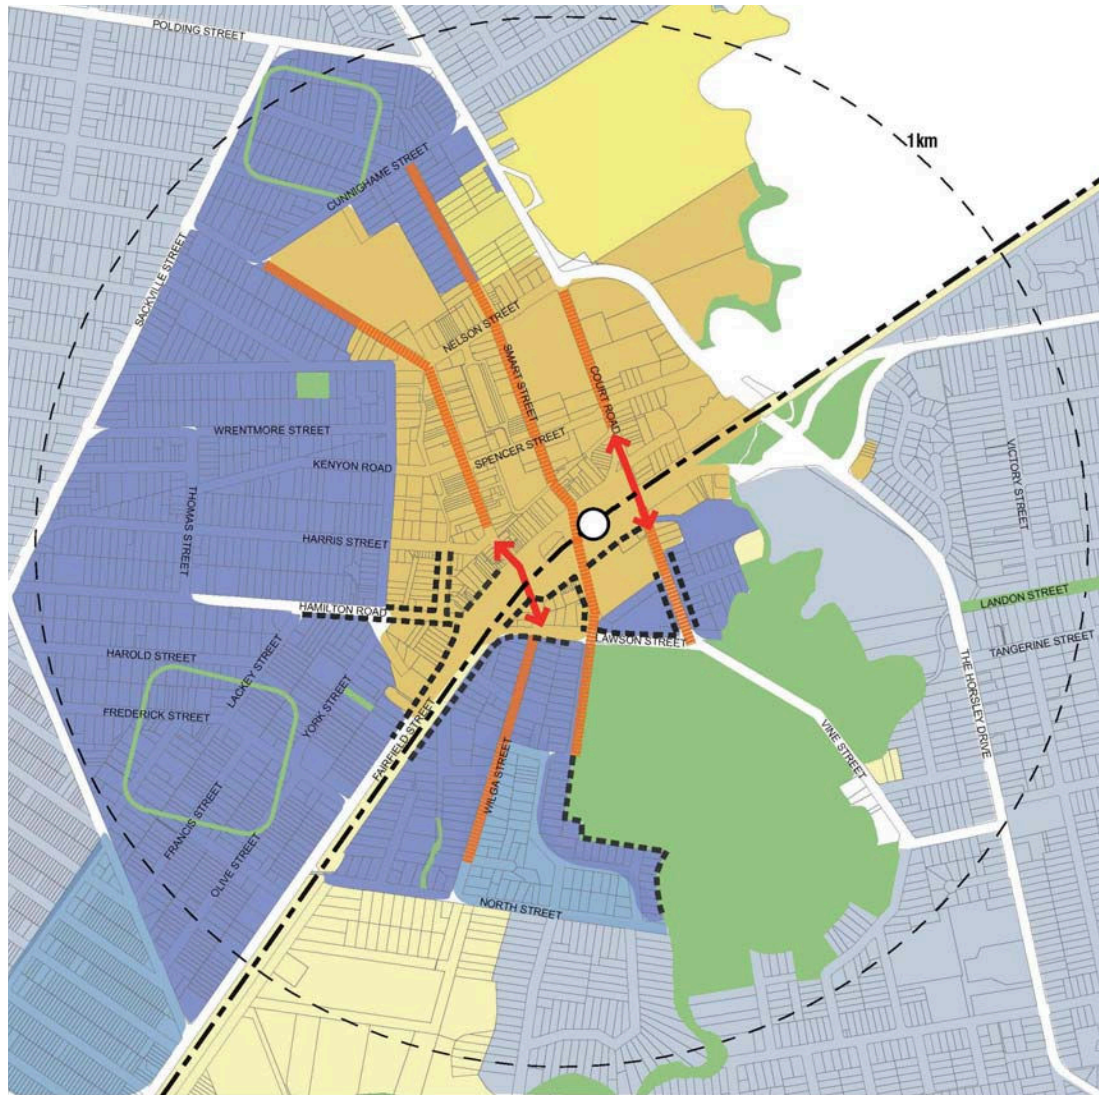 POLDING STREET
1km
CUNNIGHAME STREET
SACKVILLE STREET
NELSON STREET
SMART STREET
COURT ROAD
WRENTMORE STREET
SPENCER STREET
KENYON ROAD
VICTORY STREET
THOMAS STREET
HARRIS STREET
LANDON STREET
HAMILTON ROAD
LAWSON STREET
TANGERINE STREET
HAROLD STREET
LACKEY STREET
THE HORSLEY DRIVE
YORK STREET
FREDERICK STREET
FAIRFIELD STREET
VINE STREET
VILGA STREET
FRANCIS STREET
OLIVE STREET
NORTH STREET